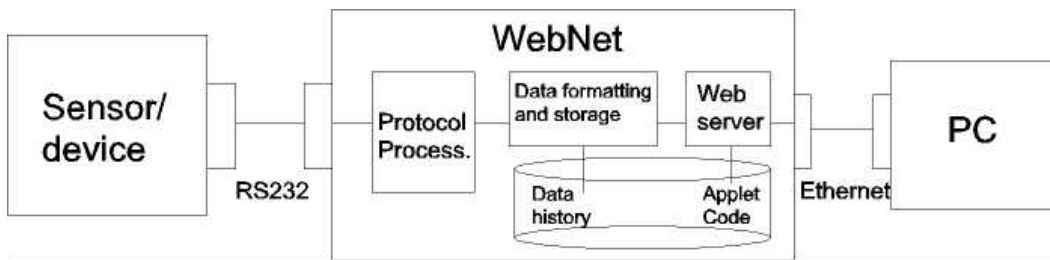 WebNet
Sensor/
device
RS232
Protocol
Process.
Data formatting
and storage
Web
server
Data
history
Applet
Code
Ethernet
PC